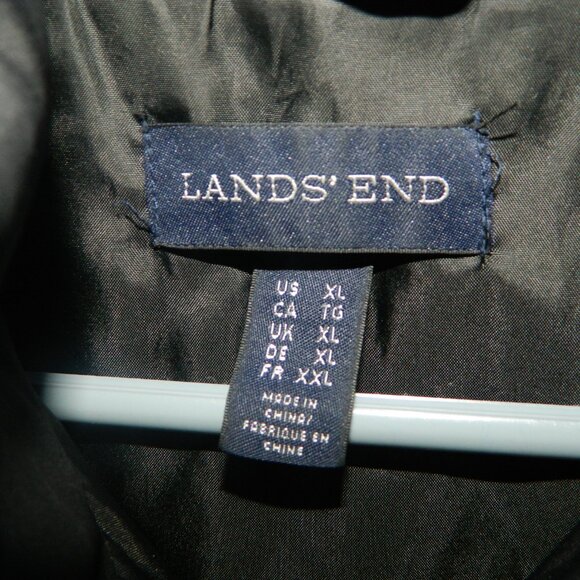 LANDS' END
US XL
CA TG
UK XL
DE XL
FR XXL
MADE IN
CHINA/
FABRIQUE EN
CHINE